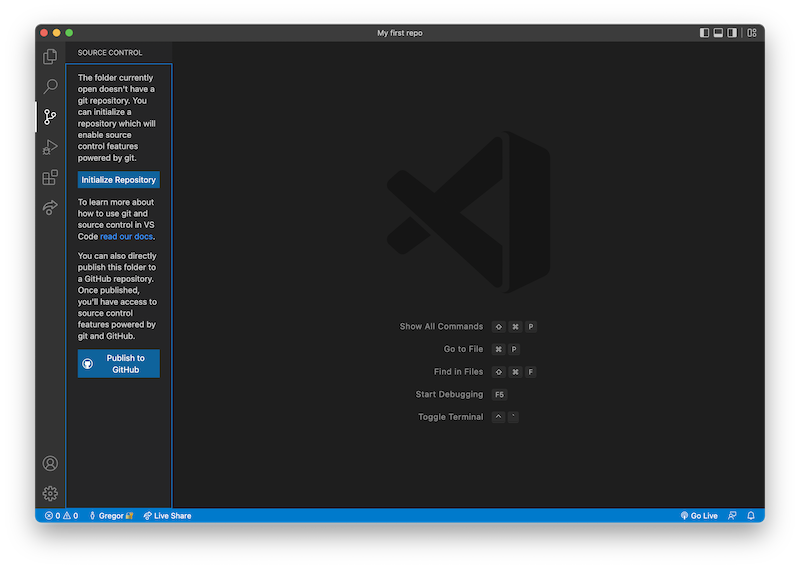 My first repo
SOURCE CONTROL
The folder currently
open doesn't have a
git repository. You
can initialize a
repository which will
enable source
control features
powered by git.
Initialize Repository
To learn more about
how to use git and
source control in VS
Code read our docs.
You can also directly
publish this folder to
a GitHub repository.
Once published,
you'll have access to
source control
features powered by
git and GitHub.
Publish to
GitHub
Show All Commands ⇧ ⌘ P
Go to File ⌘ P
Find in Files ⇧ ⌘ F
Start Debugging F5
Toggle Terminal ^ `
0 0 Gregor Live Share Go Live